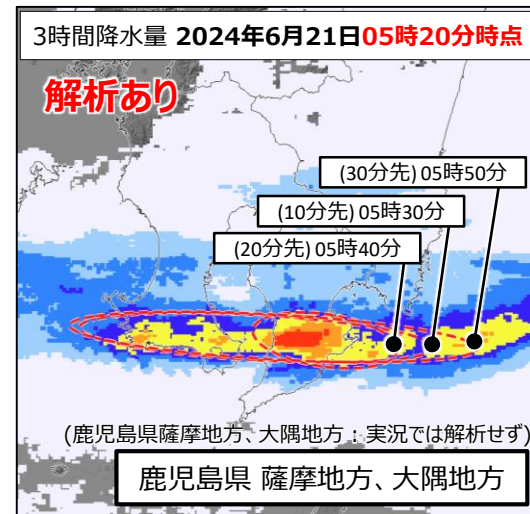 3時間降水量 2024年6月21日05時20分時点
解析あり
(30分先) 05時50分
(10分先) 05時30分
(20分先) 05時40分
(鹿児島県薩摩地方、大隅地方：実況では解析せず)
鹿児島県 薩摩地方、大隅地方